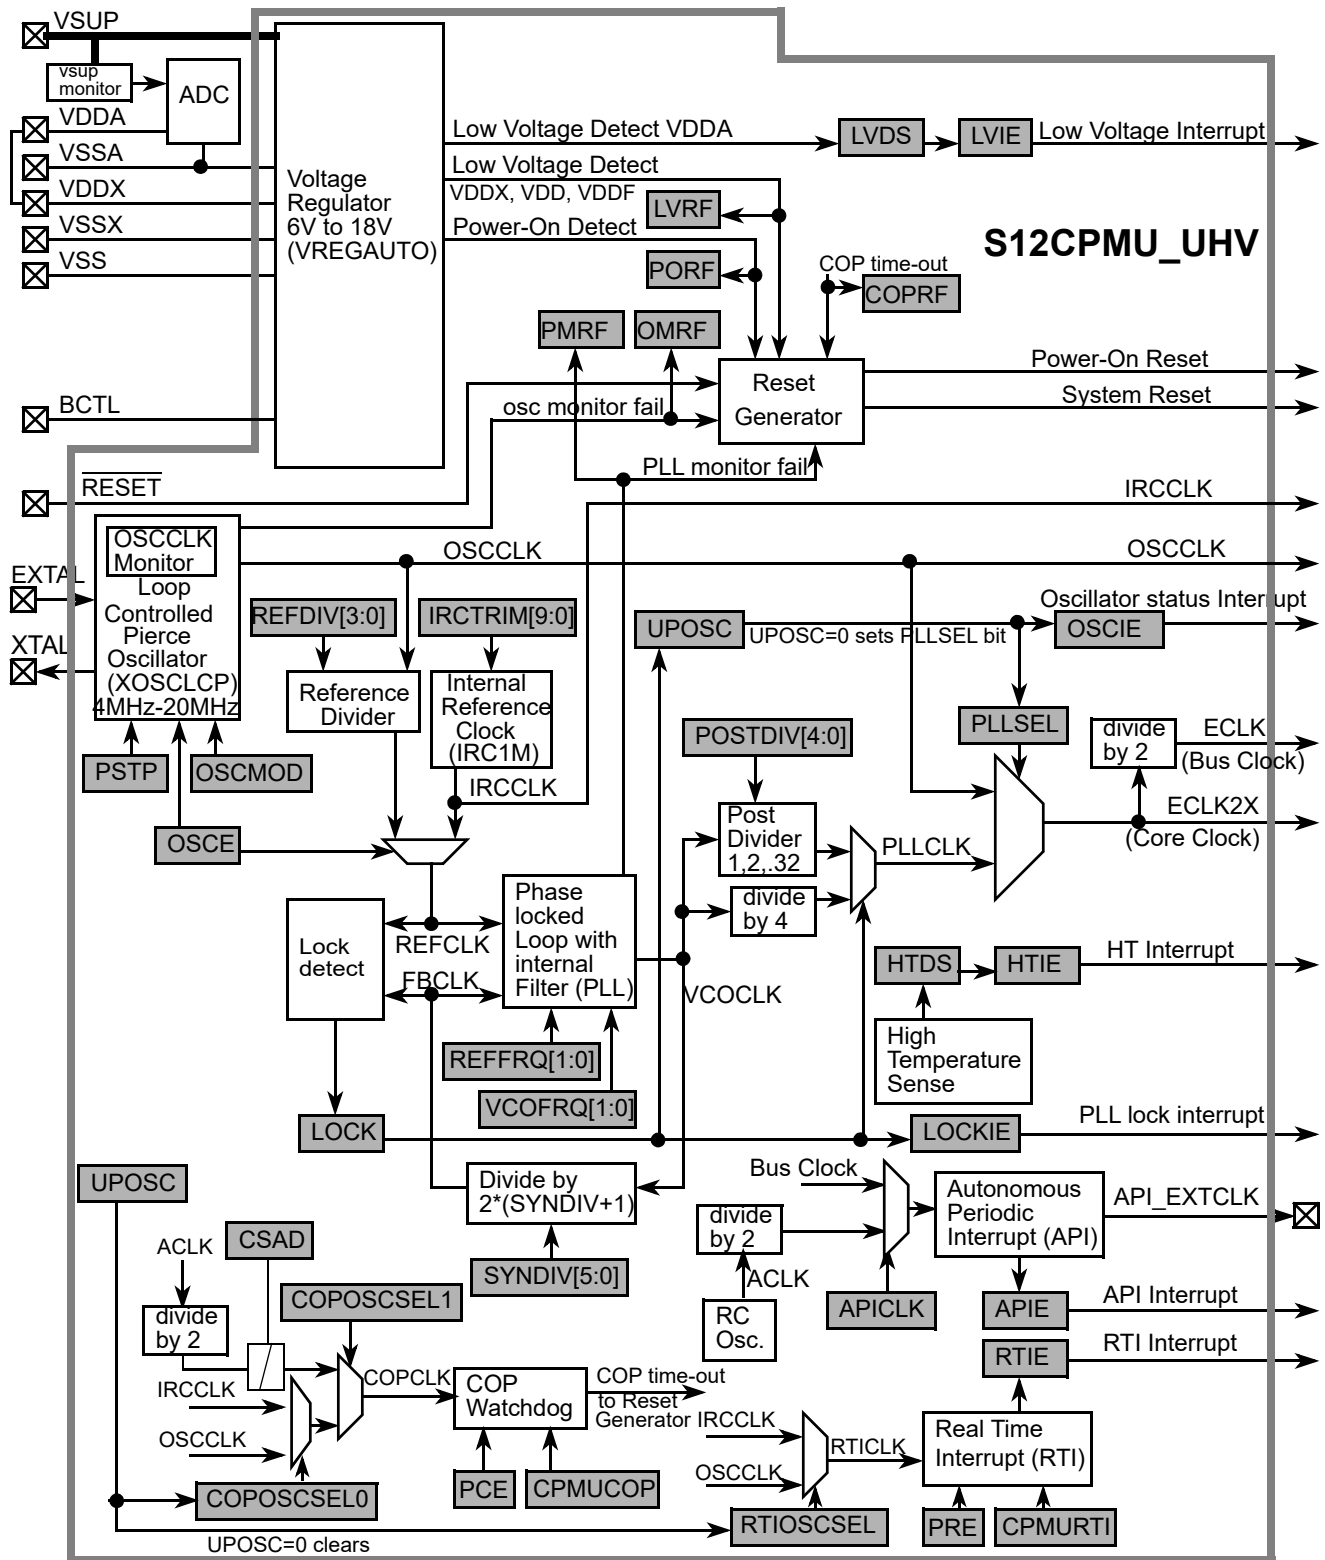 VSUP
vsup
monitor
ADC
VDDA
VSSA
VDDX
VSSX
VSS
BCTL
Voltage
Regulator
6V to 18V
(VREGAUTO)
Low Voltage Detect VDDA
LVDS
LVIE
Low Voltage Interrupt
Low Voltage Detect
VDDX, VDD, VDDF
LVRF
Power-On Detect
PORF
S12CPMU_UHV
COP time-out
COPRF
PMRF
OMRF
Reset
Generator
Power-On Reset
System Reset
osc monitor fail
PLL monitor fail
RESET
IRCCLK
OSCCLK
Monitor
Loop
Controlled
Pierce
Oscillator
(XOSCLCP)
4MHz-20MHz
EXTAL
XTAL
OSCCLK
OSCCLK
REFDIV[3:0]
IRCTRIM[9:0]
UPOSC
UPOSC=0 sets PLLSEL bit
Oscillator status Interrupt
OSCIE
Reference
Divider
Internal
Reference
Clock
(IRC1M)
PSTP
OSCMOD
IRCCLK
OSCE
POSTDIV[4:0]
PLLSEL
divide
by 2
ECLK
(Bus Clock)
ECLK2X
(Core Clock)
Post
Divider
1,2,.32
PLLCLK
divide
by 4
Phase
locked
Loop with
internal
Filter (PLL)
Lock
detect
REFCLK
FBCLK
VCOCLK
REFFRQ[1:0]
VCOFRQ[1:0]
HTDS
HTIE
HT Interrupt
High
Temperature
Sense
LOCK
LOCKIE
PLL lock interrupt
UPOSC
Divide by
2*(SYNDIV+1)
SYNDIV[5:0]
Bus Clock
divide
by 2
ACLK
RC
Osc.
APICLK
Autonomous
Periodic
Interrupt (API)
API_EXTCLK
APIE
API Interrupt
RTIE
RTI Interrupt
ACLK
CSAD
divide
by 2
COPOSCSEL1
IRCCLK
OSCCLK
COPCLK
COP
Watchdog
COP time-out
to Reset
Generator
COPOSCSEL0
PCE
CPMUCOP
IRCCLK
OSCCLK
RTICLK
Real Time
Interrupt (RTI)
RTIOSCSEL
PRE
CPMURTI
UPOSC=0 clears